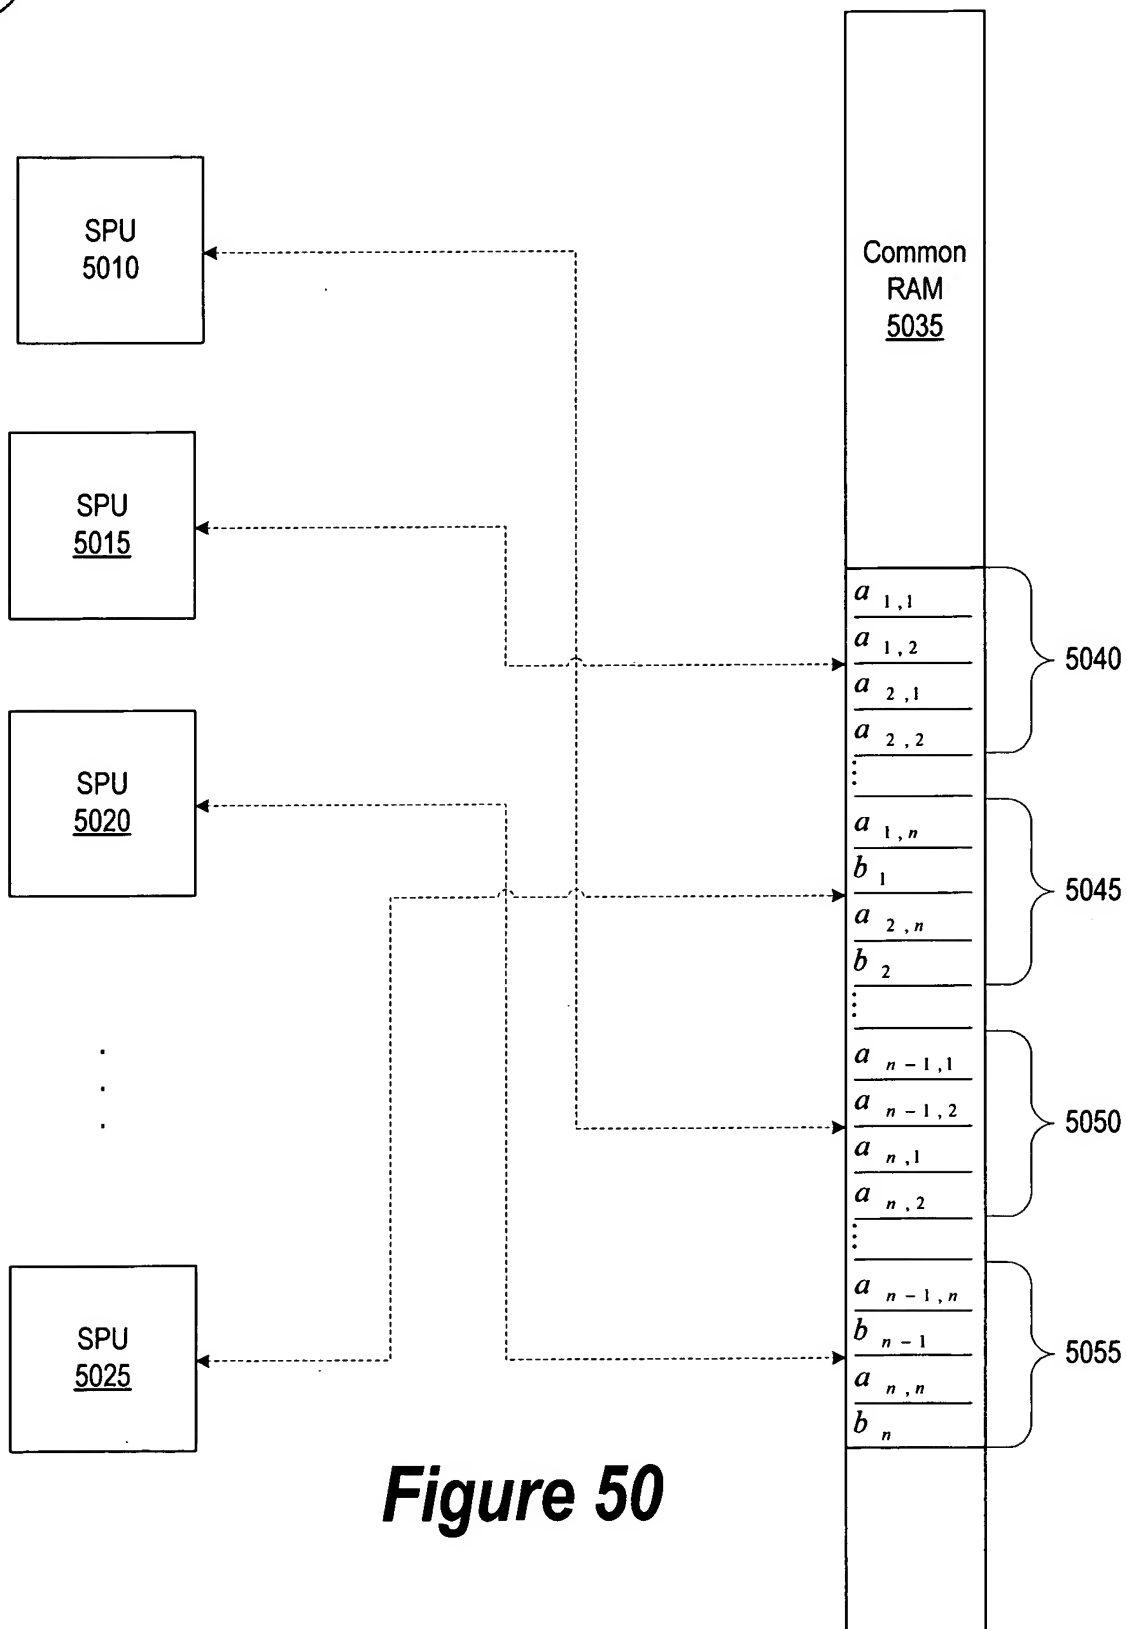 SPU
5010
SPU
5015
SPU
5020
.
.
.
SPU
5025
Common
RAM
5035
a 1,1
a 1,2
a 2,1
a 2,2
⋮
a 1,n
b 1
a 2,n
b 2
⋮
a n-1,1
a n-1,2
a n,1
a n,2
⋮
a n-1,n
b n-1
a n,n
b n
5040
5045
5050
5055
Figure 50